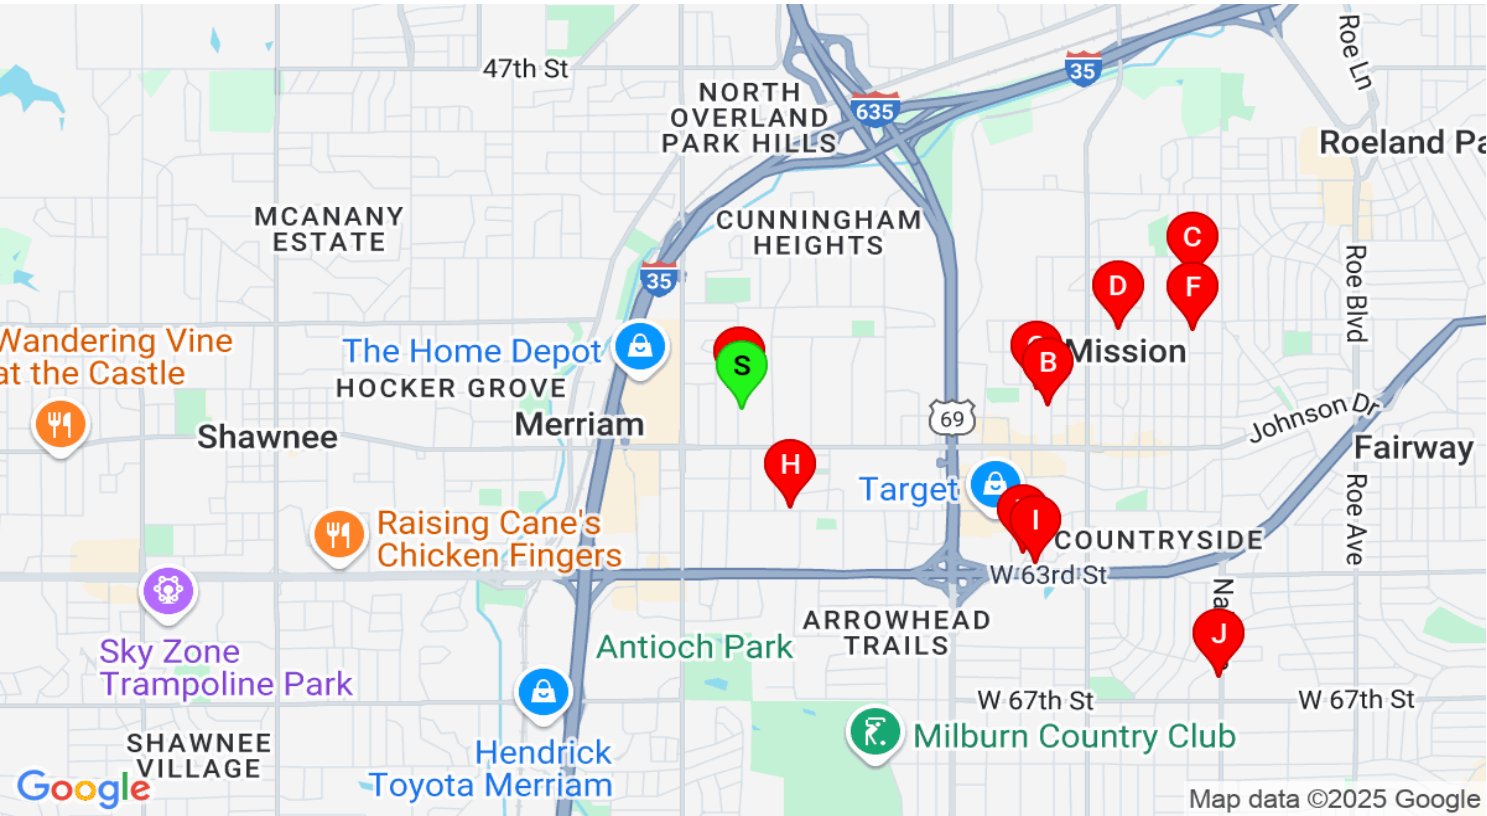 47th St
35
Roe Ln
635
NORTH
OVERLAND
PARK HILLS
Roeland Pa
MCANANY
ESTATE
CUNNINGHAM
HEIGHTS
C
35
D
F
Roe Blvd
Wandering Vine
at the Castle
The Home Depot
S
B
Mission
HOCKER GROVE
Merriam
Shawnee
69
Johnson Dr
Fairway
H
Target
Roe Ave
Raising Cane's
Chicken Fingers
I
COUNTRYSIDE
W 63rd St
Na
ARROWHEAD
TRAILS
J
Antioch Park
Sky Zone
Trampoline Park
W 67th St
W 67th St
Milburn Country Club
SHAWNEE
VILLAGE
Hendrick
Toyota Merriam
Google
Map data ©2025 Google